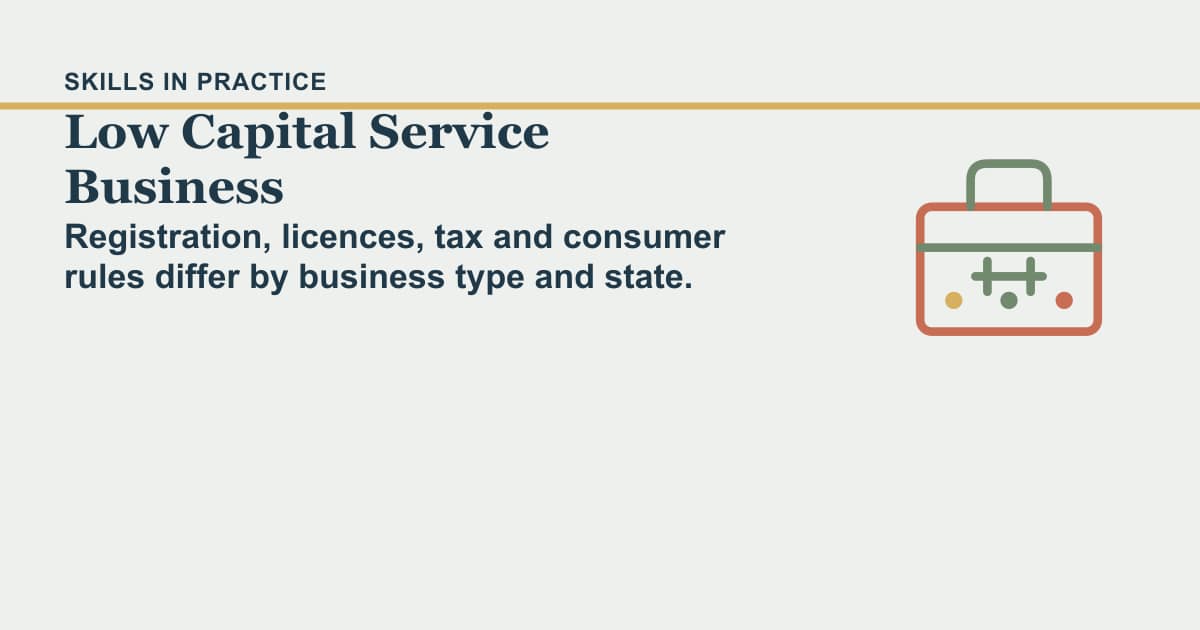 SKILLS IN PRACTICE
Low Capital Service
Business
Registration, licences, tax and consumer
rules differ by business type and state.